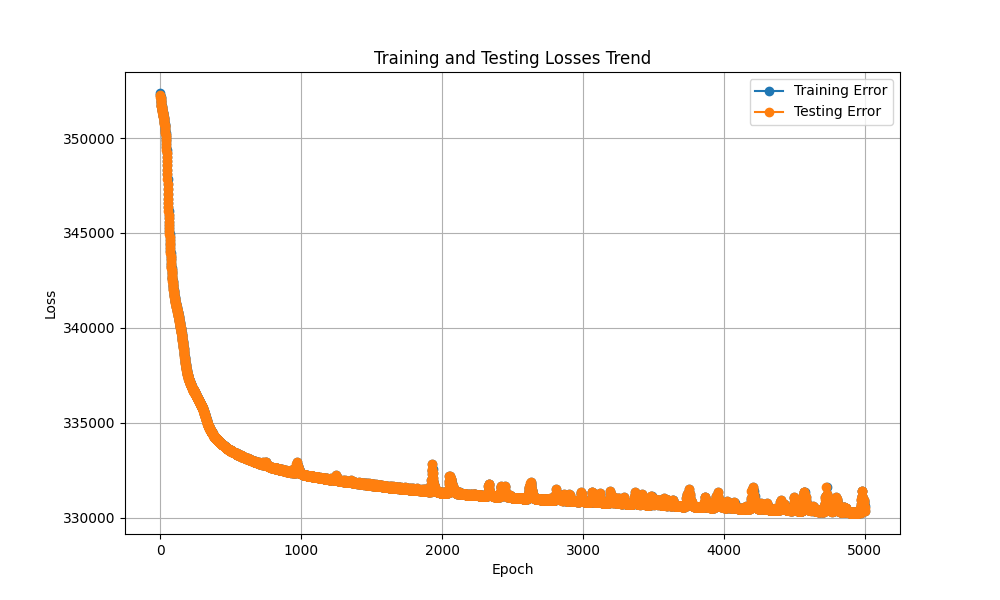 Training and Testing Losses Trend
Training Error
Testing Error
350000
345000
340000
335000
330000
Loss
0 1000 2000 3000 4000 5000
Epoch